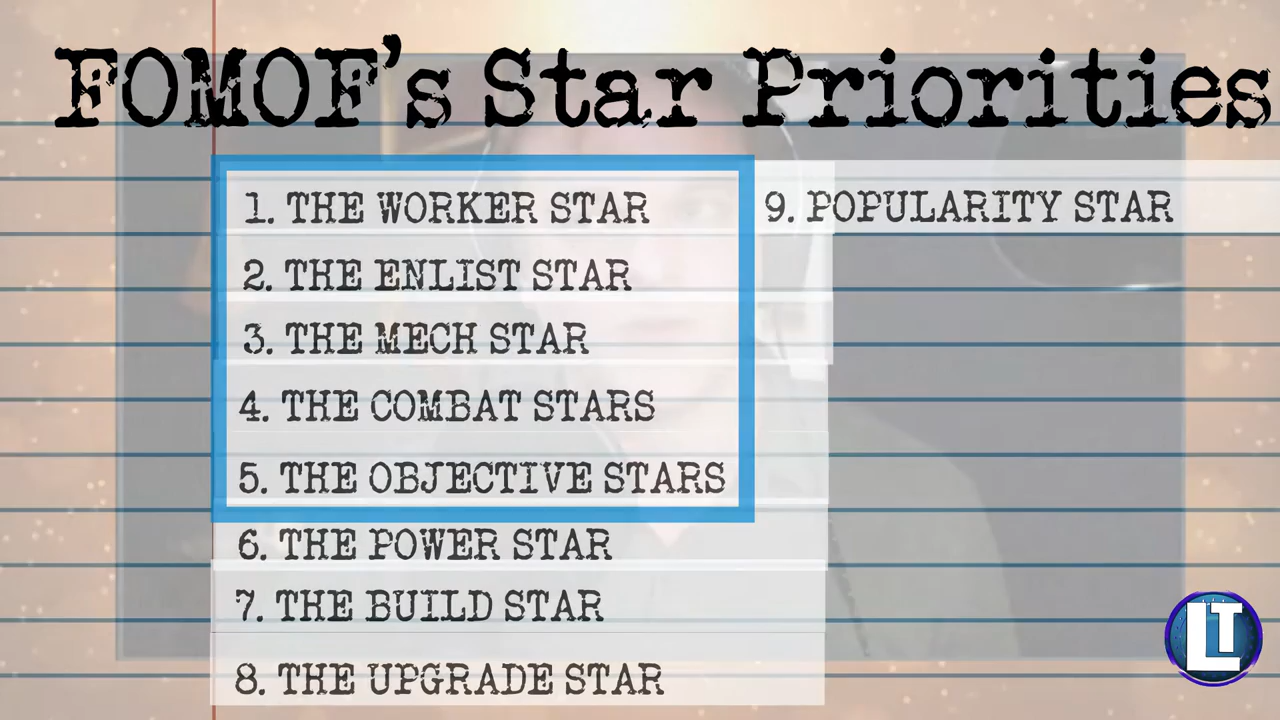 FOMOF's Star Priorities
1. THE WORKER STAR
2. THE ENLIST STAR
3. THE MECH STAR
4. THE COMBAT STARS
5. THE OBJECTIVE STARS
6. THE POWER STAR
7. THE BUILD STAR
8. THE UPGRADE STAR
9. POPULARITY STAR
LT